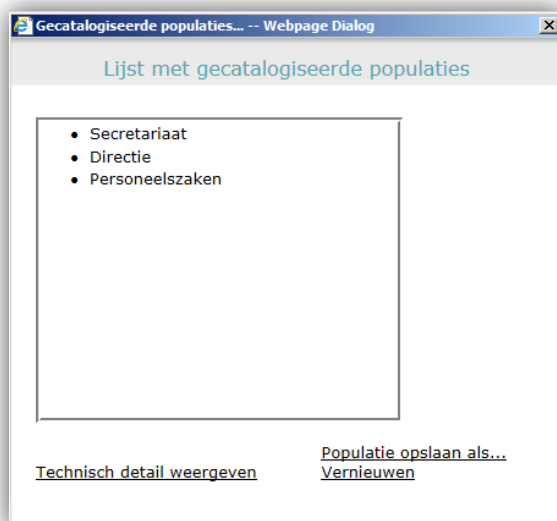 Gecatalogiseerde populaties... -- Webpage Dialog
Lijst met gecatalogiseerde populaties
Secretariaat
Directie
Personeelszaken
Populatie opslaan als...
Technisch detail weergeven Vernieuwen